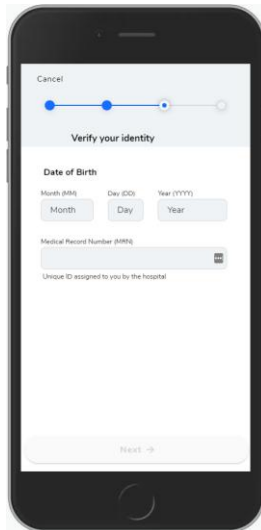 Cancel
Verify your identity
Date of Birth
Month (MM) Day (DD) Year (YYYY)
Month Day Year
Medical Record Number (MRN)
Unique ID assigned to you by the hospital
Next →